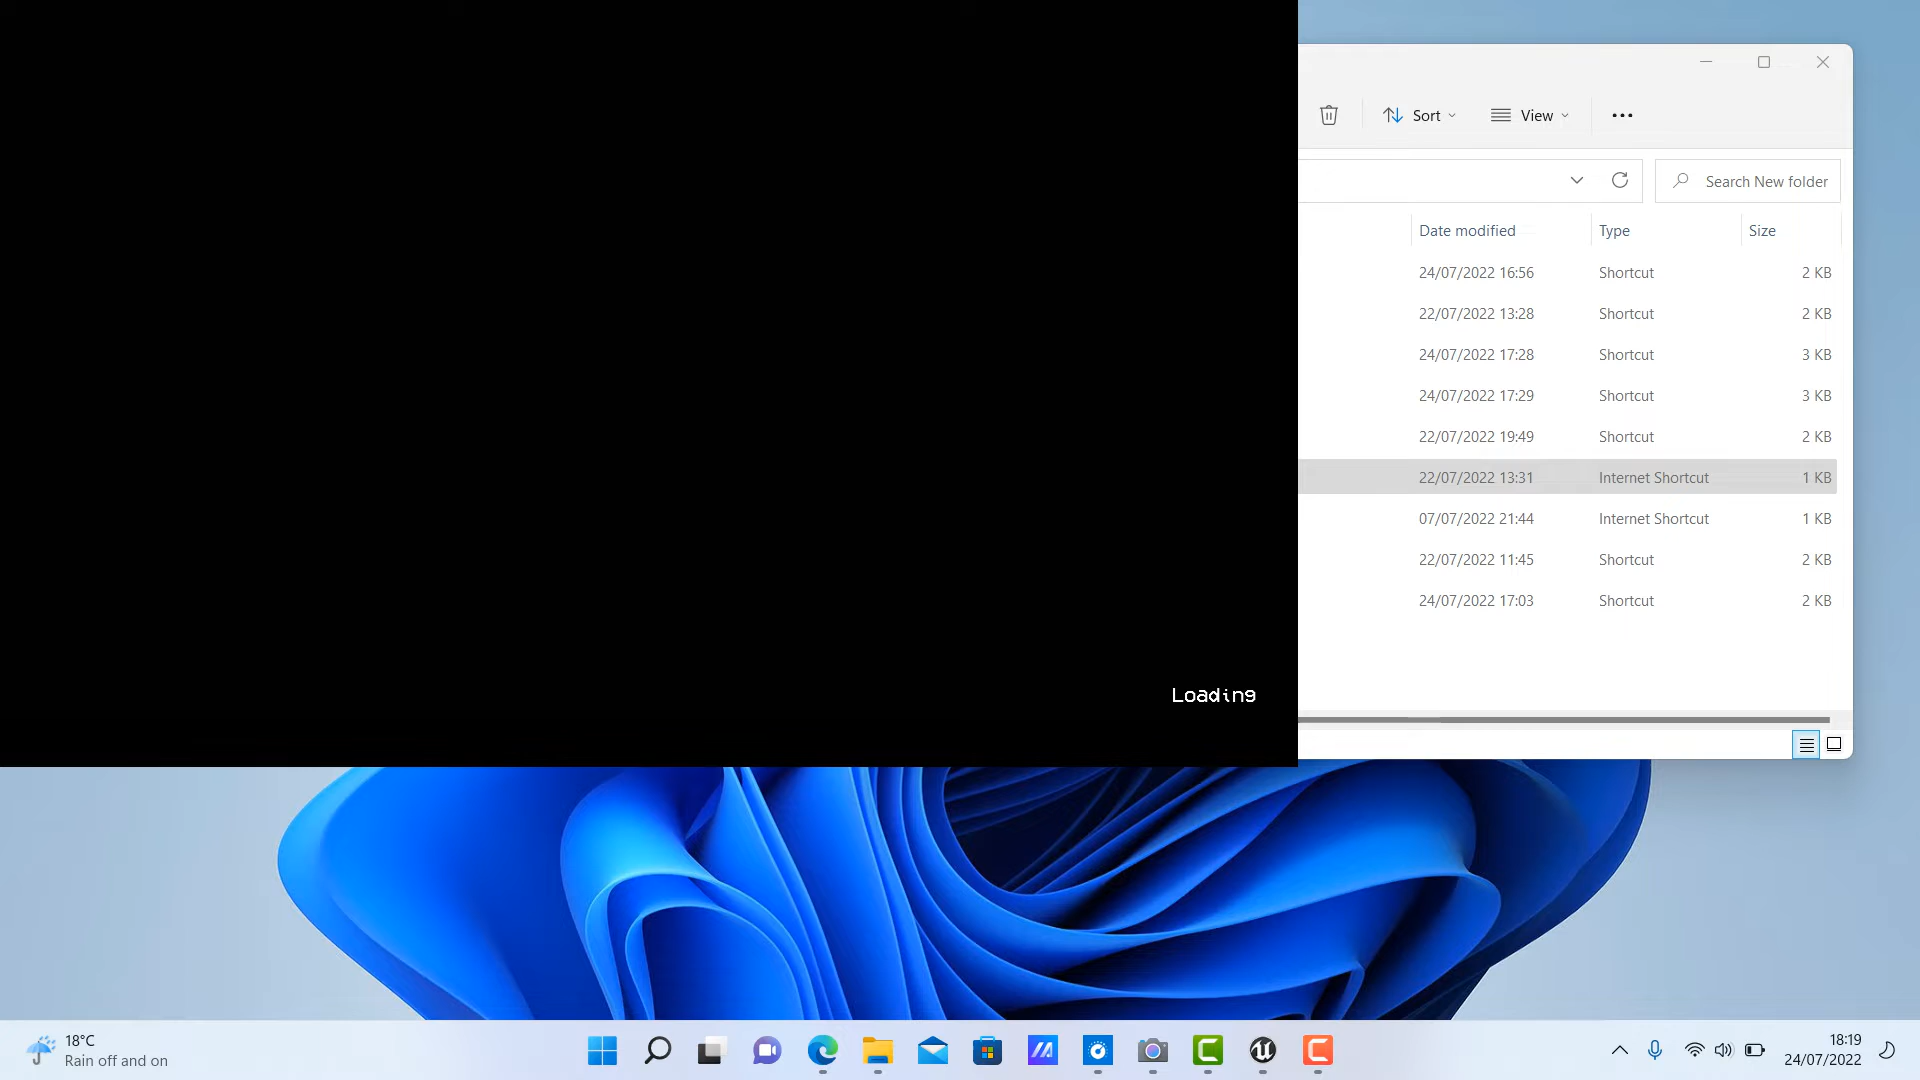 Sort
View
Search New folder
Date modified Type Size
24/07/2022 16:56 Shortcut 2 KB
22/07/2022 13:28 Shortcut 2 KB
24/07/2022 17:28 Shortcut 3 KB
24/07/2022 17:29 Shortcut 3 KB
22/07/2022 19:49 Shortcut 2 KB
22/07/2022 13:31 Internet Shortcut 1 KB
07/07/2022 21:44 Internet Shortcut 1 KB
22/07/2022 11:45 Shortcut 2 KB
24/07/2022 17:03 Shortcut 2 KB
Loading
18°C
Rain off and on
18:19
24/07/2022